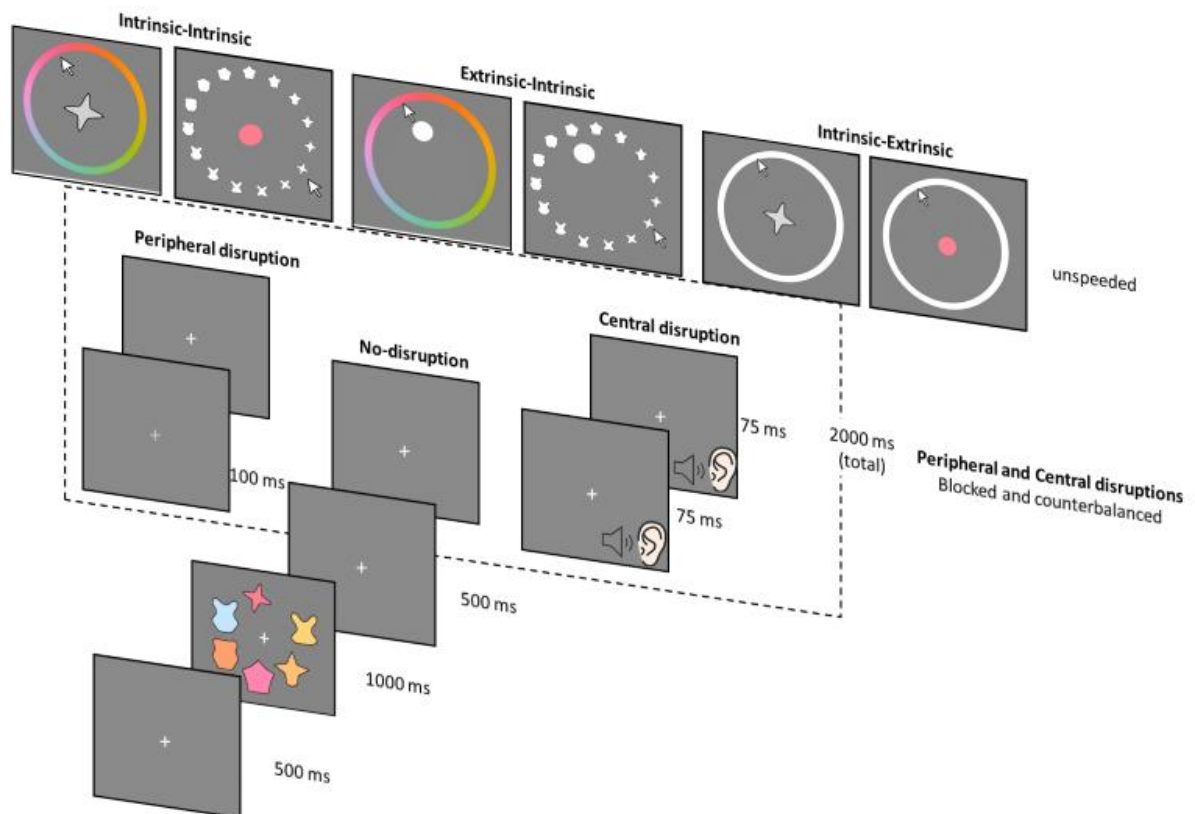 Intrinsic-Intrinsic
Extrinsic-Intrinsic
Intrinsic-Extrinsic
unspeeded
Peripheral disruption
No-disruption
Central disruption
100 ms
75 ms
75 ms
2000 ms
(total)
Peripheral and Central disruptions
Blocked and counterbalanced
500 ms
1000 ms
500 ms